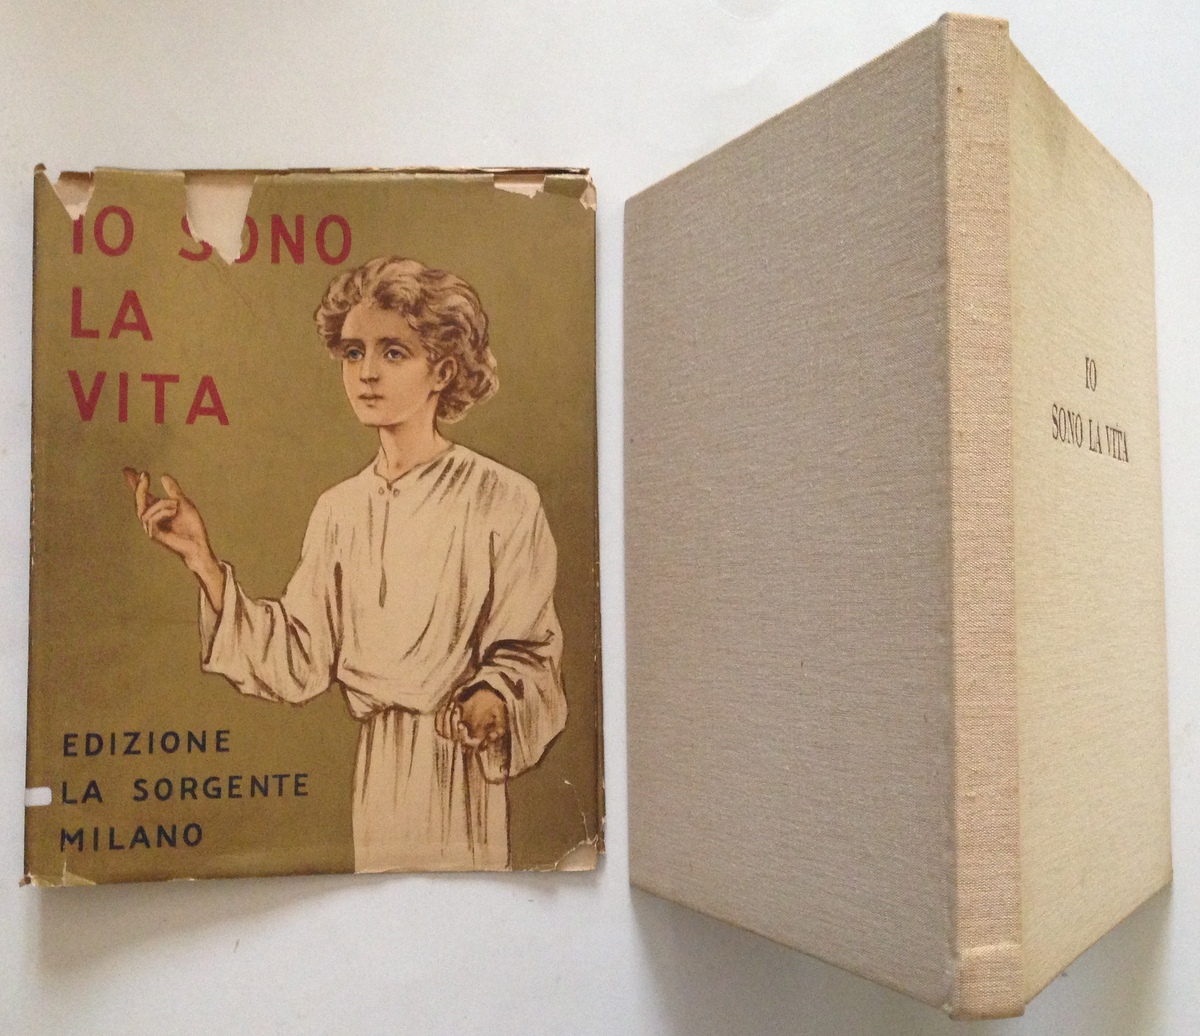 IO SONO
LA
VITA
EDIZIONE
LA SORGENTE
MILANO
IO
SONO LA VITA